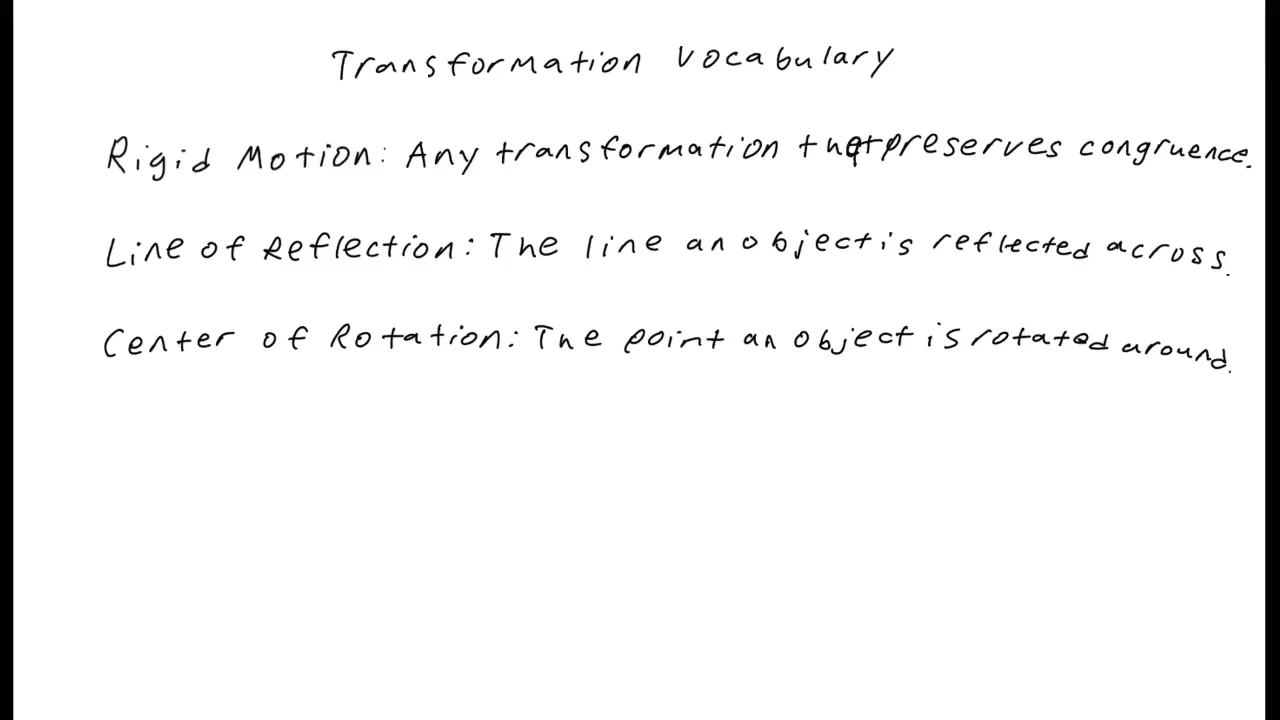 Transformation Vocabulary
Rigid Motion: Any transformation that preserves congruence.
Line of Reflection: The line an object is reflected across.
Center of Rotation: The point an object is rotated around.